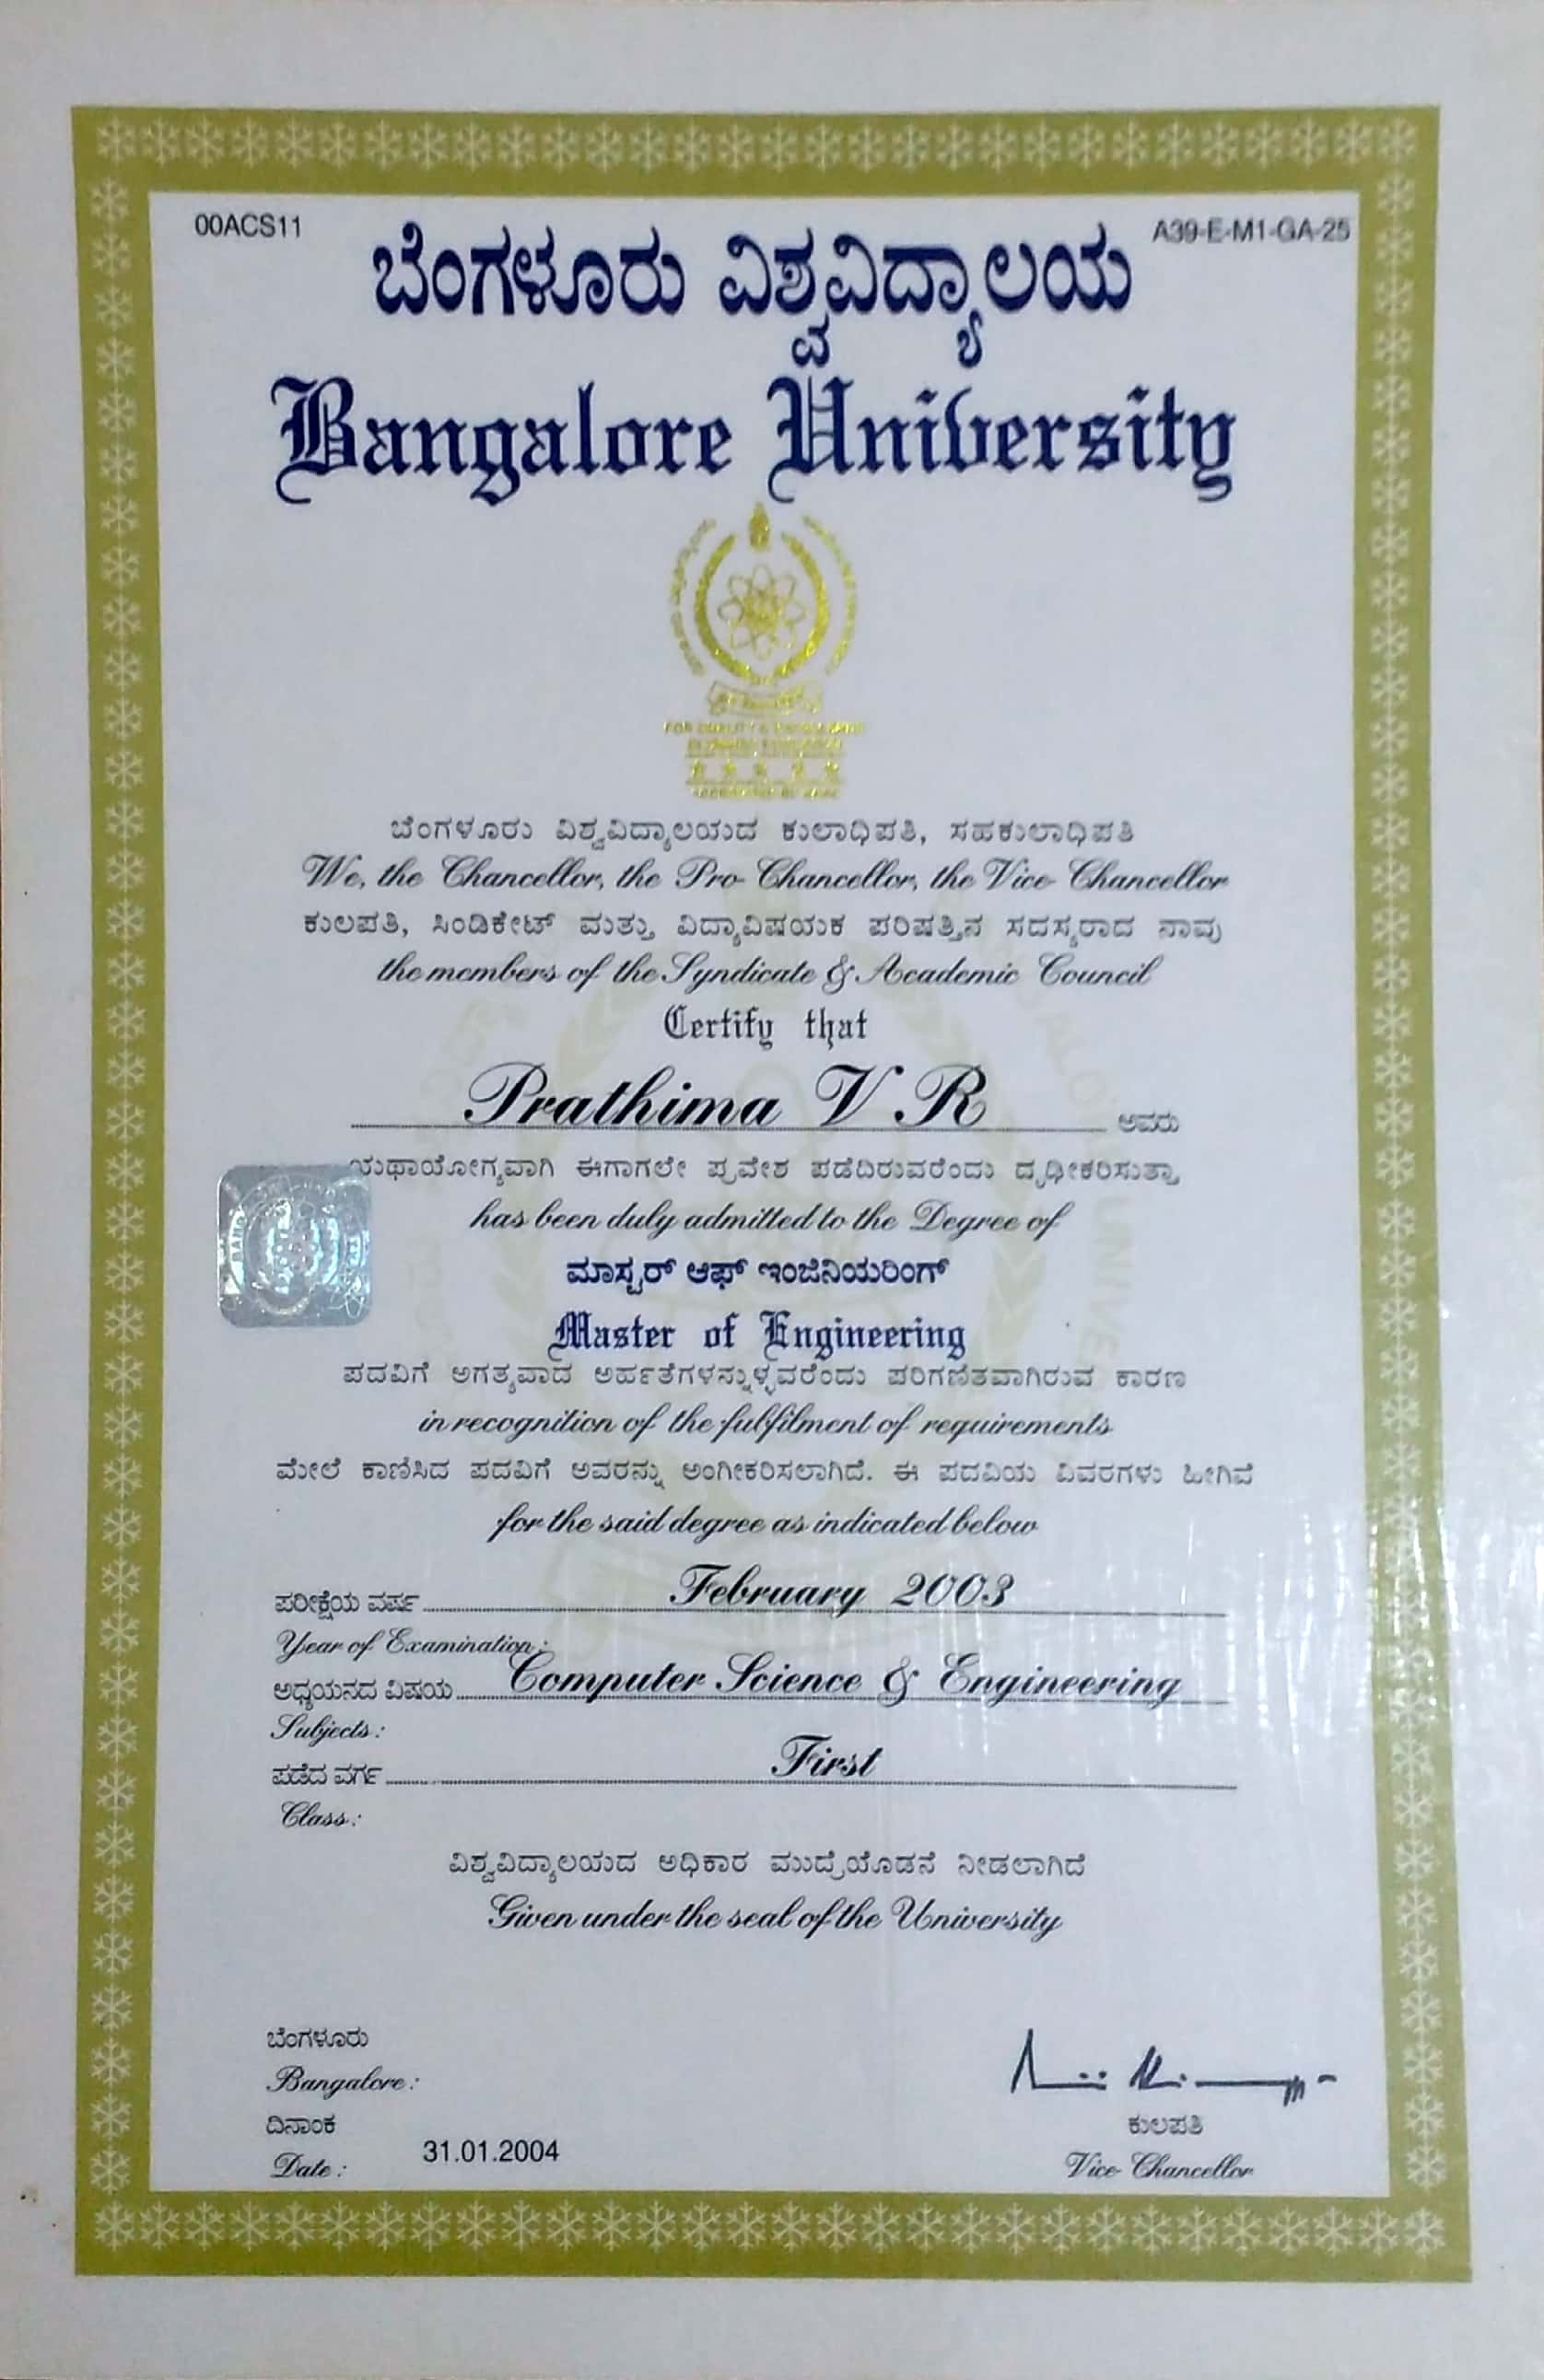 00ACS11
A39-E-M1-GA-25
ಬೆಂಗಳೂರು ವಿಶ್ವವಿದ್ಯಾಲಯ
Bangalore University
ಬೆಂಗಳೂರು ವಿಶ್ವವಿದ್ಯಾಲಯದ ಕುಲಾಧಿಪತಿ, ಸಹಕುಲಾಧಿಪತಿ
We, the Chancellor, the Pro-Chancellor, the Vice-Chancellor
ಕುಲಪತಿ, ಸಿಂಡಿಕೇಟ್ ಮತ್ತು ವಿದ್ಯಾವಿಷಯಕ ಪರಿಷತ್ತಿನ ಸದಸ್ಯರಾದ ನಾವು
the members of the Syndicate & Academic Council
Certify that
Prathima V R ಅವರು
ಯಥಾಯೋಗ್ಯವಾಗಿ ಈಗಾಗಲೇ ಪ್ರವೇಶ ಪಡೆದಿರುವರೆಂದು ದೃಢೀಕರಿಸುತ್ತಾ
has been duly admitted to the Degree of
ಮಾಸ್ಟರ್ ಆಫ್ ಇಂಜಿನಿಯರಿಂಗ್
Master of Engineering
ಪದವಿಗೆ ಅಗತ್ಯವಾದ ಅರ್ಹತೆಗಳನ್ನುಳ್ಳವರೆಂದು ಪರಿಗಣಿತವಾಗಿರುವ ಕಾರಣ
in recognition of the fulfilment of requirements
ಮೇಲೆ ಕಾಣಿಸಿದ ಪದವಿಗೆ ಅವರನ್ನು ಅಂಗೀಕರಿಸಲಾಗಿದೆ. ಈ ಪದವಿಯ ವಿವರಗಳು ಹೀಗಿವೆ
for the said degree as indicated below
ಪರೀಕ್ಷೆಯ ವರ್ಷ February 2003
Year of Examination:
ಅಧ್ಯಯನದ ವಿಷಯ Computer Science & Engineering
Subjects:
ಪಡೆದ ವರ್ಗ First
Class:
ವಿಶ್ವವಿದ್ಯಾಲಯದ ಅಧಿಕಾರ ಮುದ್ರೆಯೊಡನೆ ನೀಡಲಾಗಿದೆ
Given under the seal of the University
ಬೆಂಗಳೂರು
Bangalore:
ದಿನಾಂಕ
Date: 31.01.2004
ಕುಲಪತಿ
Vice-Chancellor